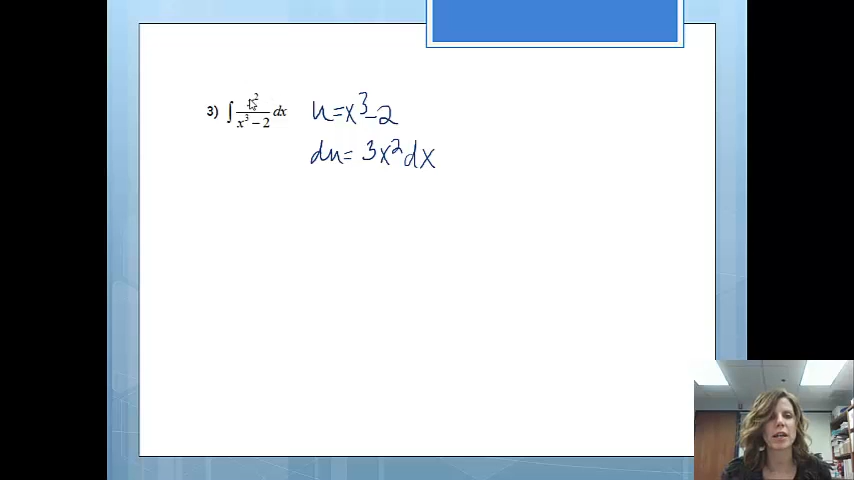 3) ∫ x²/(x³ − 2) dx u = x³ − 2
du = 3x² dx